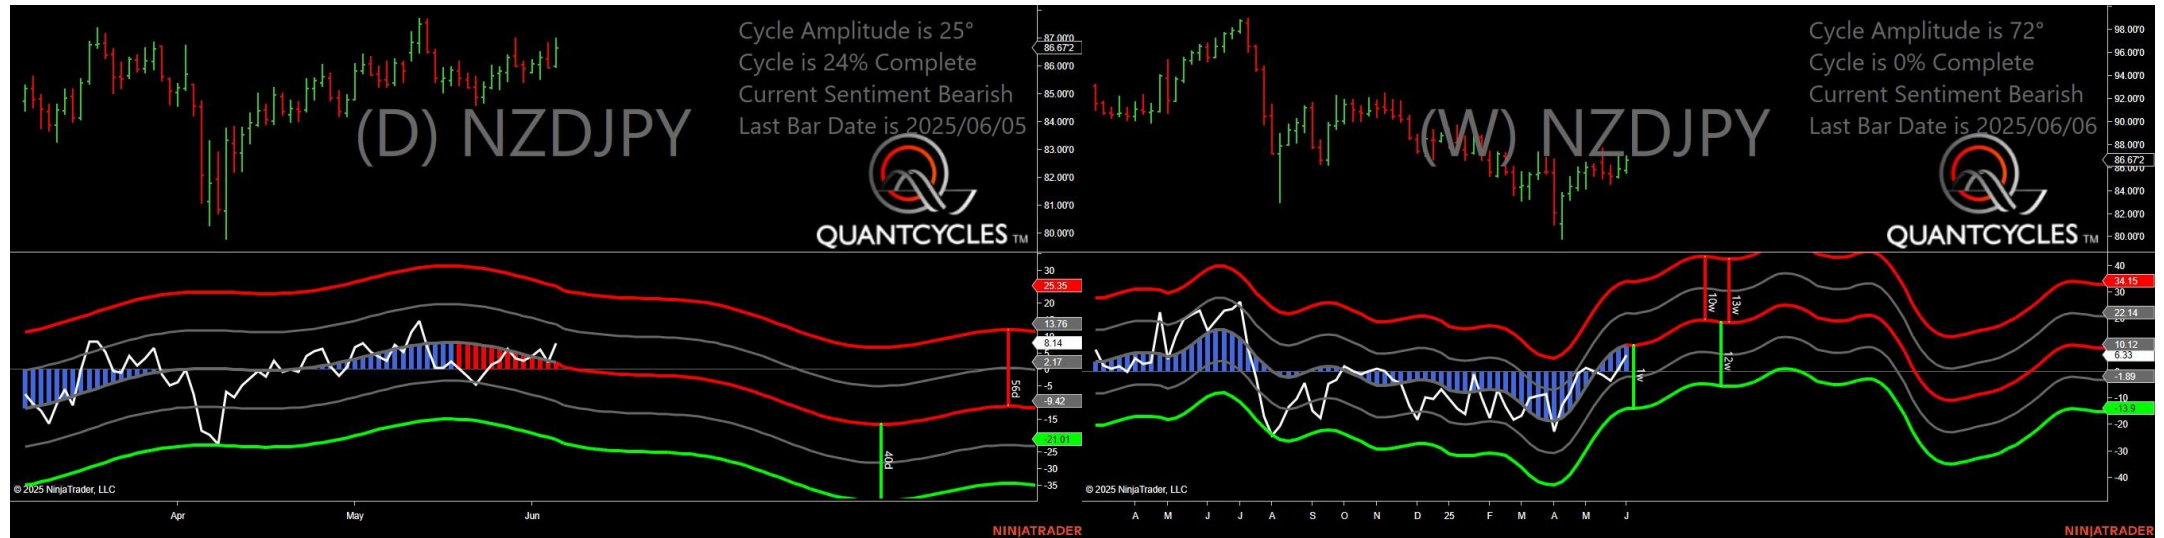 Cycle Amplitude is 25°
Cycle is 24% Complete
Current Sentiment Bearish
Last Bar Date is 2025/06/05
(D) NZDJPY
QUANTCYCLES TM
87.00'0
86.67'2
86.00'0
85.00'0
84.00'0
83.00'0
82.00'0
81.00'0
80.00'0
30
25.35
20
13.76
8.14
2.17
-5
-9.42
-15
-21.01
-25
-30
-35
56d
40d
© 2025 NinjaTrader, LLC
Apr May Jun
NINJATRADER
Cycle Amplitude is 72°
Cycle is 0% Complete
Current Sentiment Bearish
Last Bar Date is 2025/06/06
(W) NZDJPY
QUANTCYCLES TM
98.00'0
96.00'0
94.00'0
92.00'0
90.00'0
88.00'0
86.67'2
86.00'0
84.00'0
82.00'0
80.00'0
40
34.15
30
22.14
10.12
6.33
-1.89
-10
-13.9
-20
-30
-40
10w
13w
12w
1w
© 2025 NinjaTrader, LLC
A M J J A S O N D 25 F M A M J
NINJATRADER